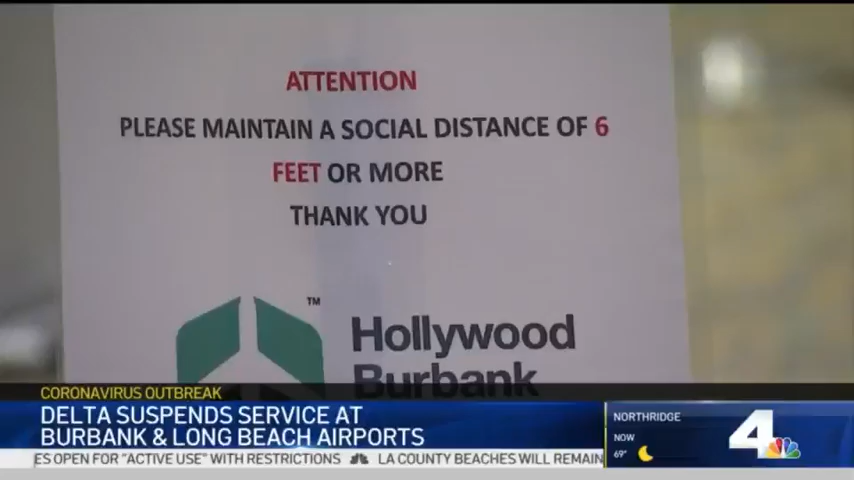 ATTENTION
PLEASE MAINTAIN A SOCIAL DISTANCE OF 6
FEET OR MORE
THANK YOU
TM
Hollywood
Burbank
CORONAVIRUS OUTBREAK
DELTA SUSPENDS SERVICE AT
BURBANK & LONG BEACH AIRPORTS
NORTHRIDGE
NOW
69°
4
ES OPEN FOR "ACTIVE USE" WITH RESTRICTIONS LA COUNTY BEACHES WILL REMAIN